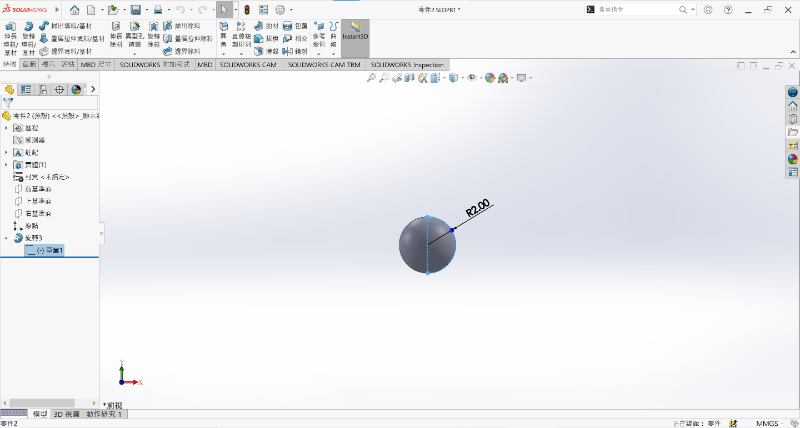 SOLIDWORKS
零件2.SLDPRT *
搜尋指令
伸長填料/基材
旋轉填料/基材
掃出填料/基材
疊層拉伸填料/基材
邊界填料/基材
伸長除料
異型孔精靈
旋轉除料
掃出除料
疊層拉伸除料
邊界除料
圓角
直線複製排列
肋材
拔模
薄殼
包覆
相交
鏡射
參考幾何
曲線
Instant3D
特徵 草圖 標示 評估 MBD 尺寸 SOLIDWORKS 附加程式 MBD SOLIDWORKS CAM SOLIDWORKS CAM TBM SOLIDWORKS Inspection
零件2 (預設) <<預設>_顯示狀
歷程
感測器
註記
實體(1)
材質 <未指定>
前基準面
上基準面
右基準面
原點
旋轉3
(-) 草圖1
R2.00
Y
X
*前視
模型 3D 視圖 動作研究 1
零件2
正在編輯: 零件
MMGS